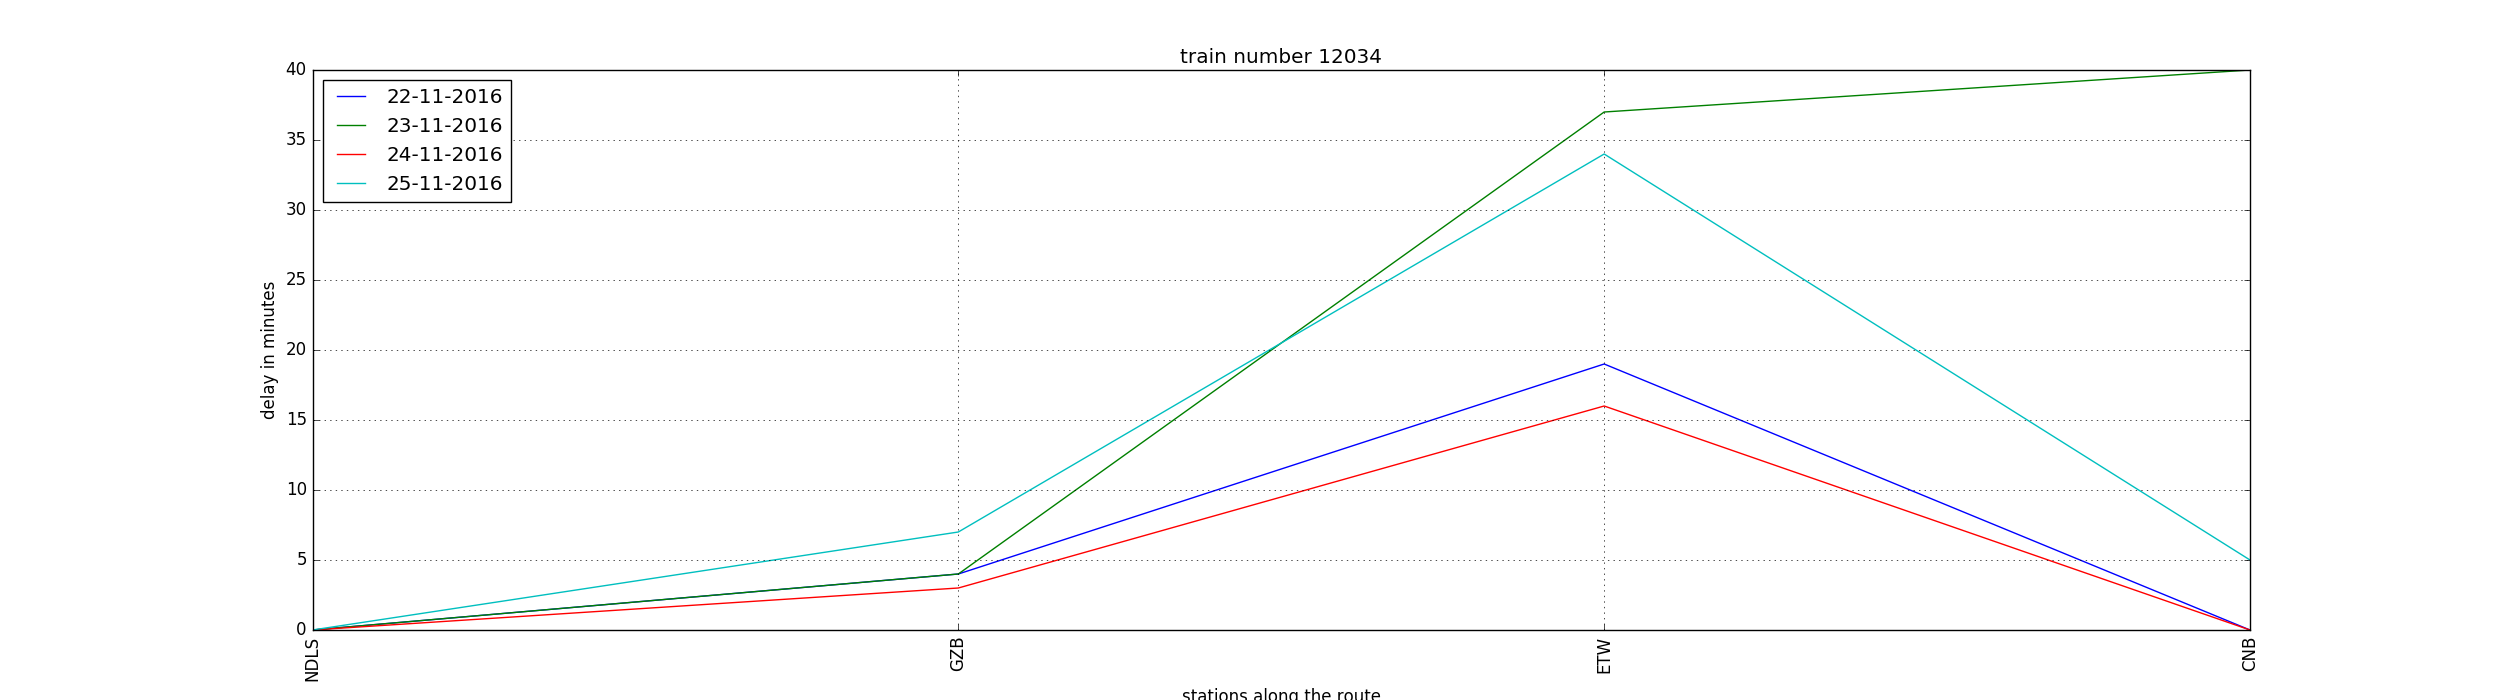 train number 12034
40
35
30
25
20
15
10
5
0
delay in minutes
22-11-2016
23-11-2016
24-11-2016
25-11-2016
NDLS
GZB
ETW
CNB
stations along the route